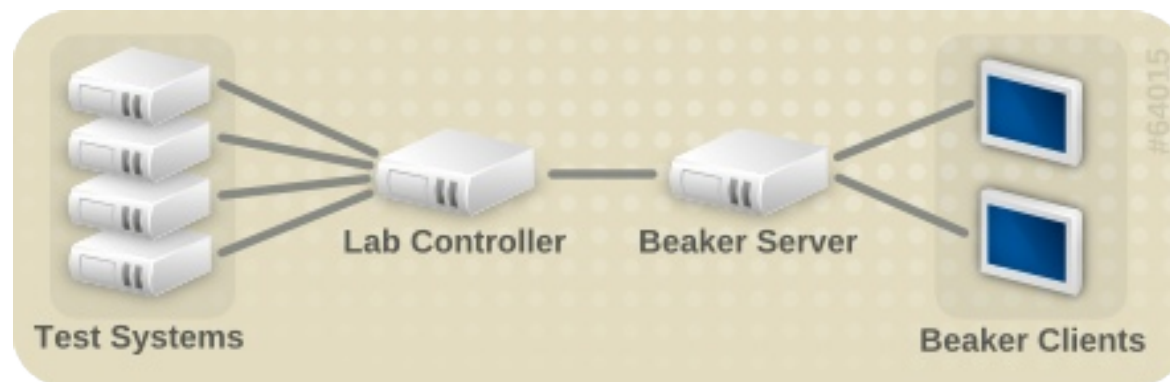 #64015
Lab Controller
Beaker Server
Test Systems
Beaker Clients